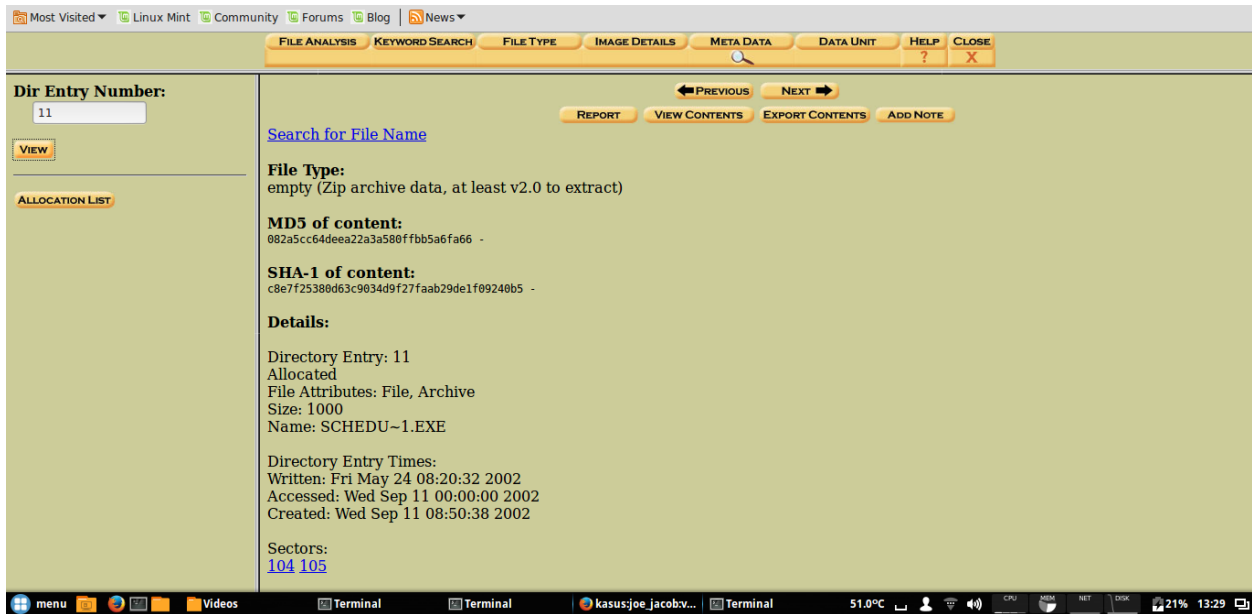 Most Visited Linux Mint Community Forums Blog News
FILE ANALYSIS KEYWORD SEARCH FILE TYPE IMAGE DETAILS META DATA DATA UNIT HELP CLOSE
? X
Dir Entry Number:
11
VIEW
ALLOCATION LIST
PREVIOUS NEXT
REPORT VIEW CONTENTS EXPORT CONTENTS ADD NOTE
Search for File Name
File Type:
empty (Zip archive data, at least v2.0 to extract)
MD5 of content:
082a5cc64deea22a3a580ffbb5a6fa66 -
SHA-1 of content:
c8e7f25380d63c9034d9f27faab29de1f09240b5 -
Details:
Directory Entry: 11
Allocated
File Attributes: File, Archive
Size: 1000
Name: SCHEDU~1.EXE
Directory Entry Times:
Written: Fri May 24 08:20:32 2002
Accessed: Wed Sep 11 00:00:00 2002
Created: Wed Sep 11 08:50:38 2002
Sectors:
104 105
menu Videos Terminal Terminal kasus:joe_jacob:v... Terminal 51.0ºC CPU MEM NET DISK 21% 13:29